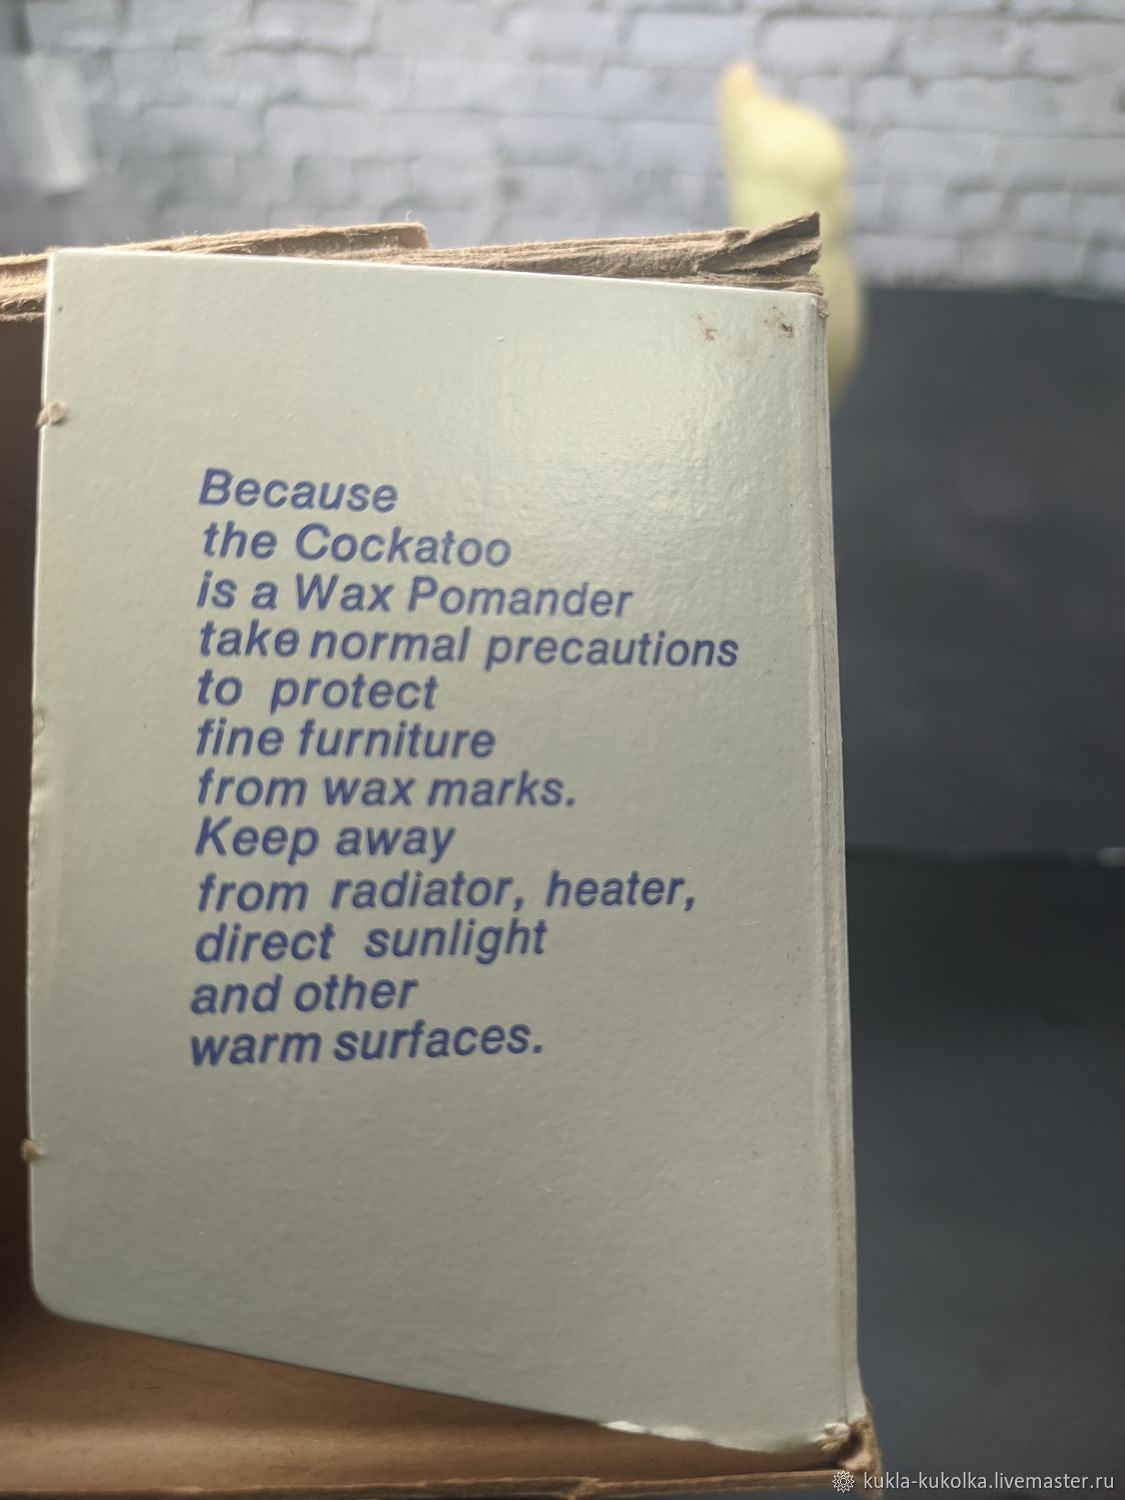 Because
the Cockatoo
is a Wax Pomander
take normal precautions
to protect
fine furniture
from wax marks.
Keep away
from radiator, heater,
direct sunlight
and other
warm surfaces.
kukla-kukolka.livemaster.ru